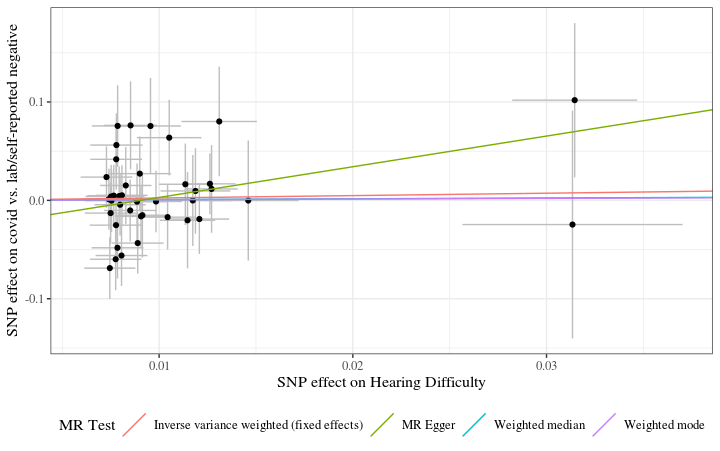 SNP effect on covid vs. lab/self-reported negative
0.1
0.0
-0.1
0.01
0.02
0.03
SNP effect on Hearing Difficulty
MR Test
Inverse variance weighted (fixed effects)
MR Egger
Weighted median
Weighted mode